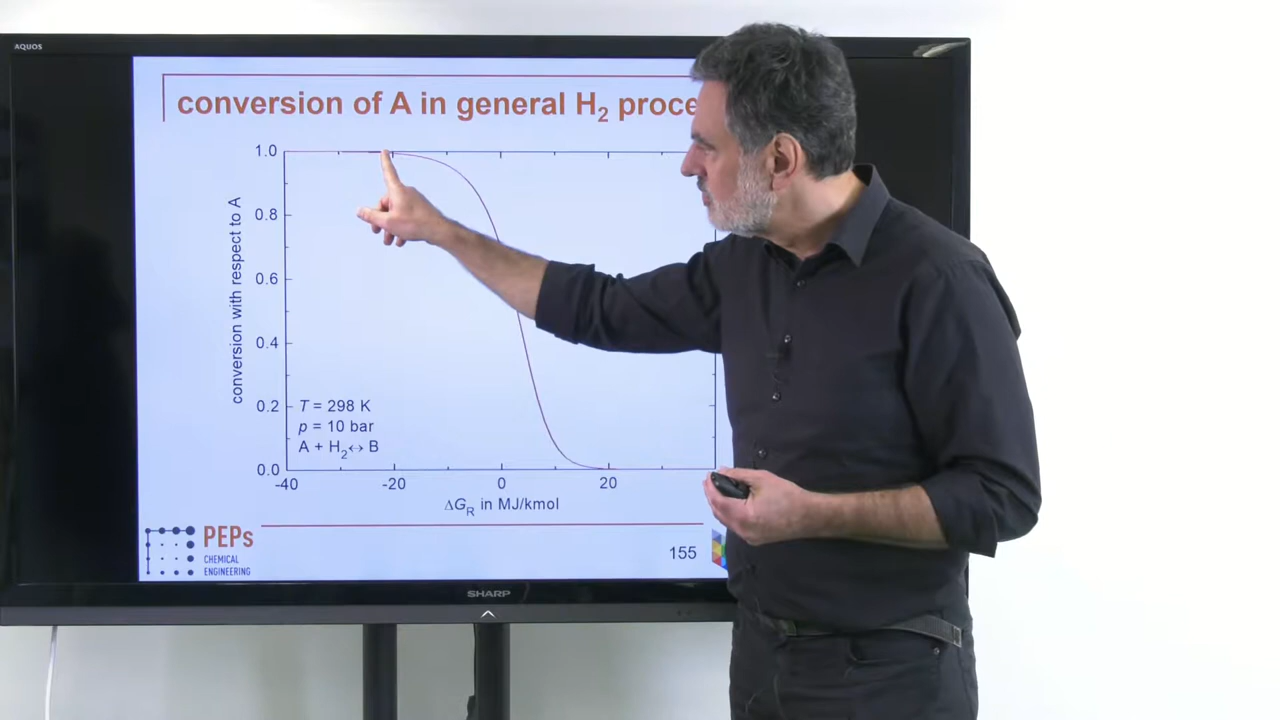 AQUOS
conversion of A in general H₂ proce
1.0
0.8
0.6
0.4
0.2
0.0
conversion with respect to A
T = 298 K
p = 10 bar
A + H₂ ↔ B
-40
-20
0
20
ΔG_R in MJ/kmol
PEPs
CHEMICAL
ENGINEERING
155
SHARP